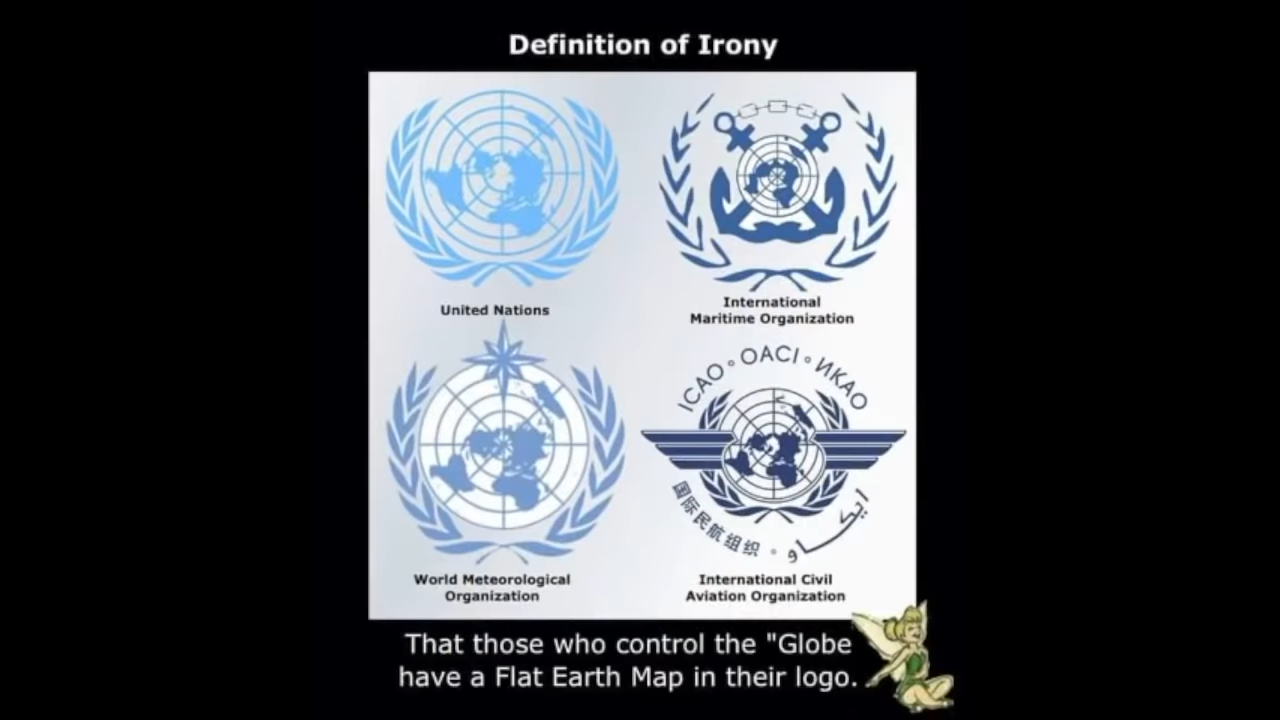 Definition of Irony
United Nations
International
Maritime Organization
ICAO ° OACI ° ИКАО
国际民航组织 ° ايكاو
World Meteorological
Organization
International Civil
Aviation Organization
That those who control the "Globe
have a Flat Earth Map in their logo.